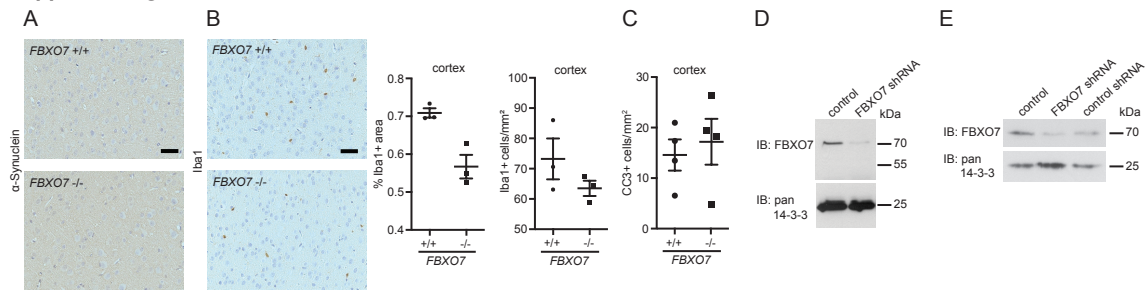 A
B
C
D
E
FBXO7 +/+
FBXO7 -/-
α-Synuclein
FBXO7 +/+
FBXO7 -/-
Iba1
cortex
% Iba1+ area
0.8
0.7
0.6
0.5
0.4
+/+ -/-
FBXO7
cortex
Iba1+ cells/mm²
100
90
80
70
60
50
+/+ -/-
FBXO7
cortex
CC3+ cells/mm²
30
20
10
0
+/+ -/-
FBXO7
control
FBXO7 shRNA
kDa
IB: FBXO7
70
55
IB: pan
14-3-3
25
control
FBXO7 shRNA
control shRNA
kDa
IB: FBXO7
70
IB: pan
14-3-3
25